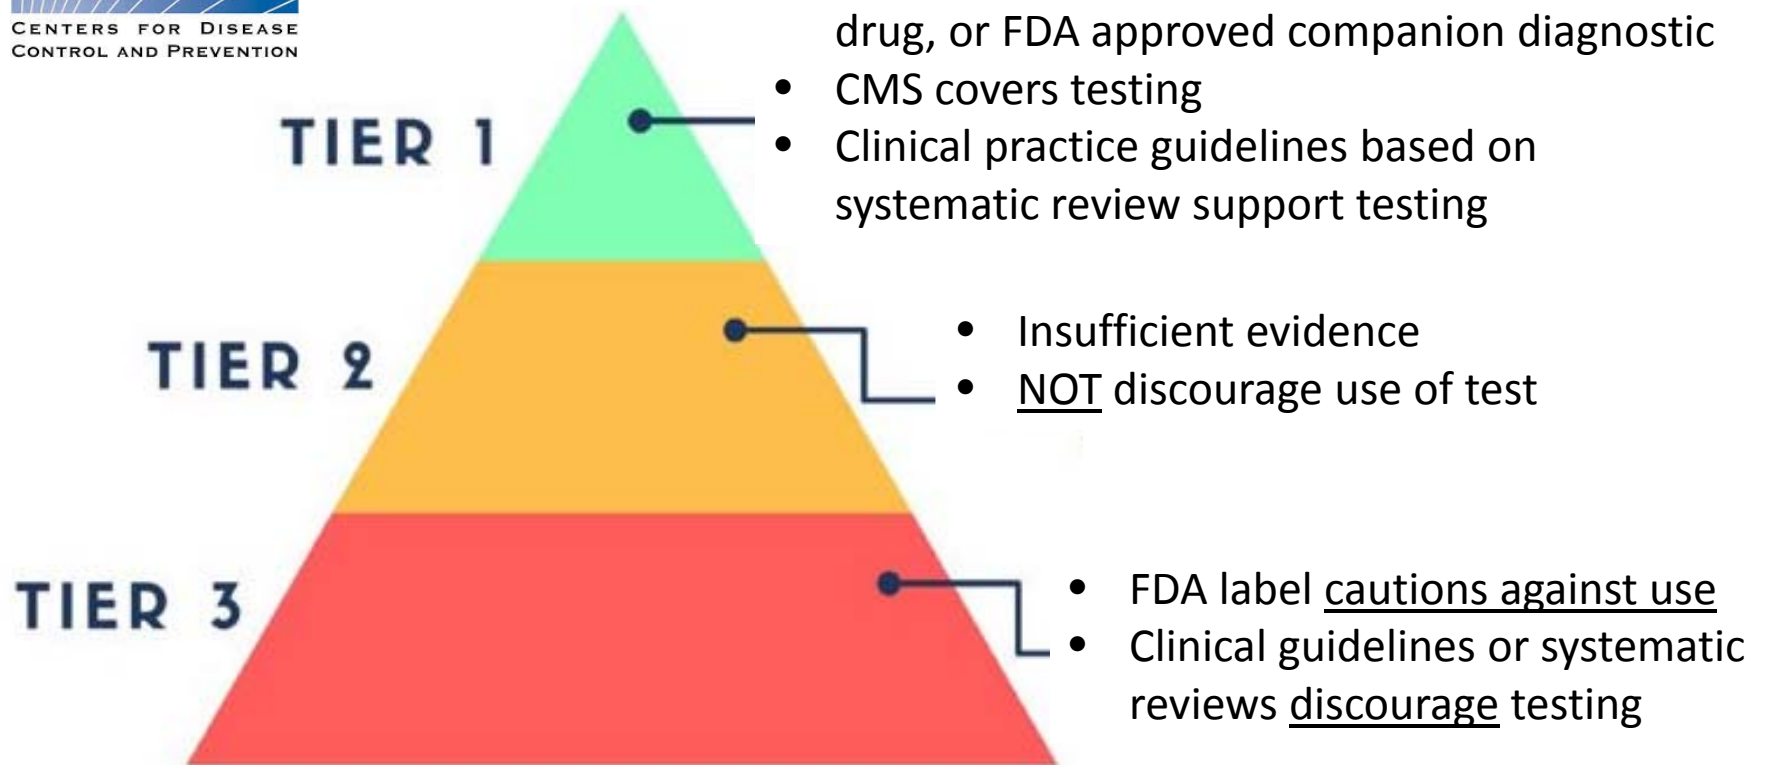 CENTERS FOR DISEASE
CONTROL AND PREVENTION
drug, or FDA approved companion diagnostic
• CMS covers testing
• Clinical practice guidelines based on
systematic review support testing
TIER 1
• Insufficient evidence
• NOT discourage use of test
TIER 2
• FDA label cautions against use
• Clinical guidelines or systematic
reviews discourage testing
TIER 3